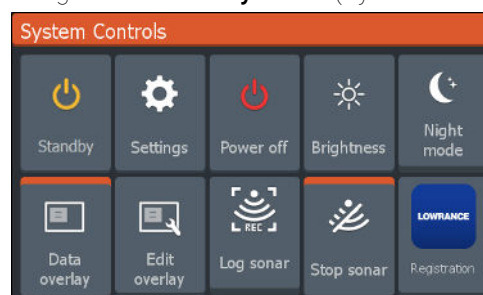 System Controls
Standby
Settings
Power off
Brightness
Night
mode
Data
overlay
Edit
overlay
REC
Log sonar
Stop sonar
LOWRANCE
Registration